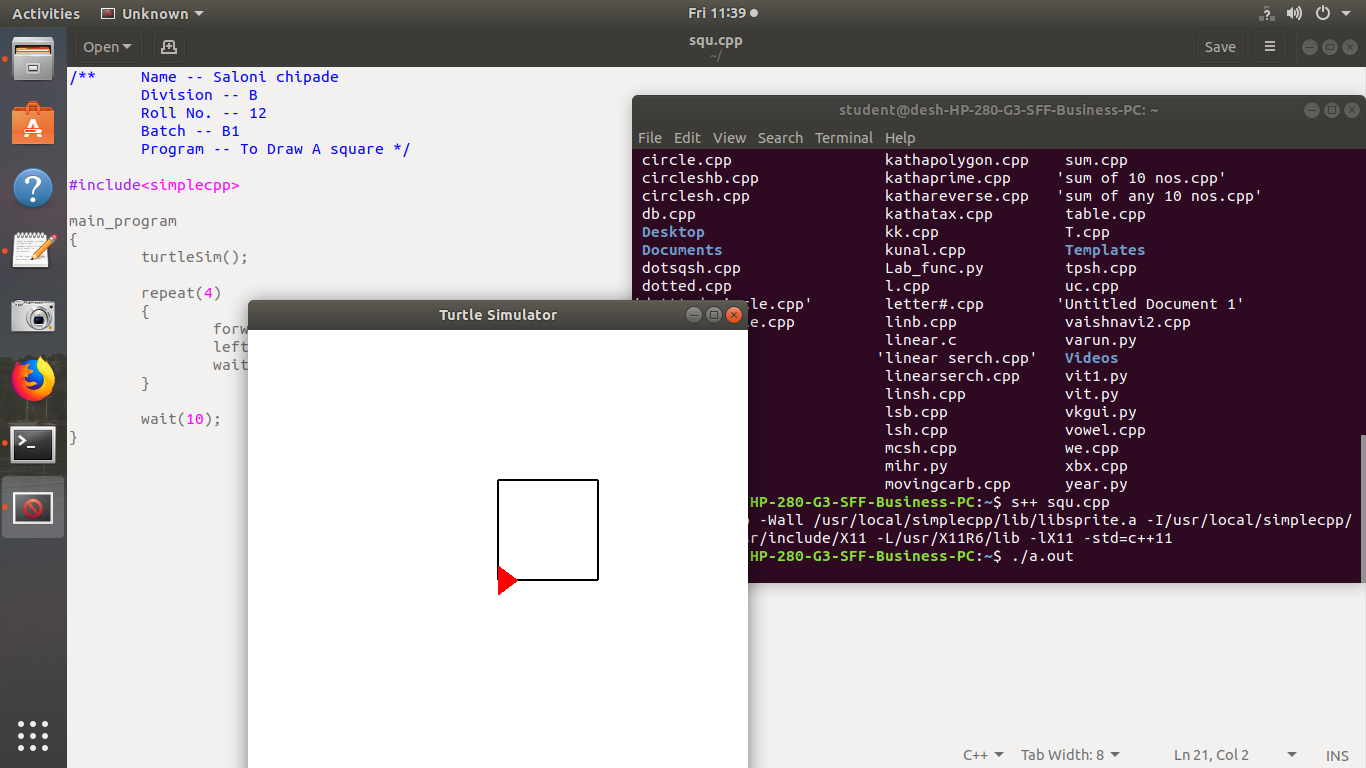 Activities Unknown Fri 11:39
Open squ.cpp Save
~/
/** Name -- Saloni chipade
Division -- B
Roll No. -- 12
Batch -- B1
Program -- To Draw A square */
#include<simplecpp>
main_program
{
turtleSim();
repeat(4)
{
forw
left
wait
}
wait(10);
}
Turtle Simulator
student@desh-HP-280-G3-SFF-Business-PC: ~
File Edit View Search Terminal Help
circle.cpp kathapolygon.cpp sum.cpp
circleshb.cpp kathaprime.cpp 'sum of 10 nos.cpp'
circlesh.cpp kathareverse.cpp 'sum of any 10 nos.cpp'
db.cpp kathatax.cpp table.cpp
Desktop kk.cpp T.cpp
Documents kunal.cpp Templates
dotsqsh.cpp Lab_func.py tpsh.cpp
dotted.cpp l.cpp uc.cpp
cle.cpp' letter#.cpp 'Untitled Document 1'
e.cpp linb.cpp vaishnavi2.cpp
linear.c varun.py
'linear serch.cpp' Videos
linearserch.cpp vit1.py
linsh.cpp vit.py
lsb.cpp vkgui.py
lsh.cpp vowel.cpp
mcsh.cpp we.cpp
mihr.py xbx.cpp
movingcarb.cpp year.py
HP-280-G3-SFF-Business-PC:~$ s++ squ.cpp
-Wall /usr/local/simplecpp/lib/libsprite.a -I/usr/local/simplecpp/
r/include/X11 -L/usr/X11R6/lib -lX11 -std=c++11
HP-280-G3-SFF-Business-PC:~$ ./a.out
C++ Tab Width: 8 Ln 21, Col 2 INS